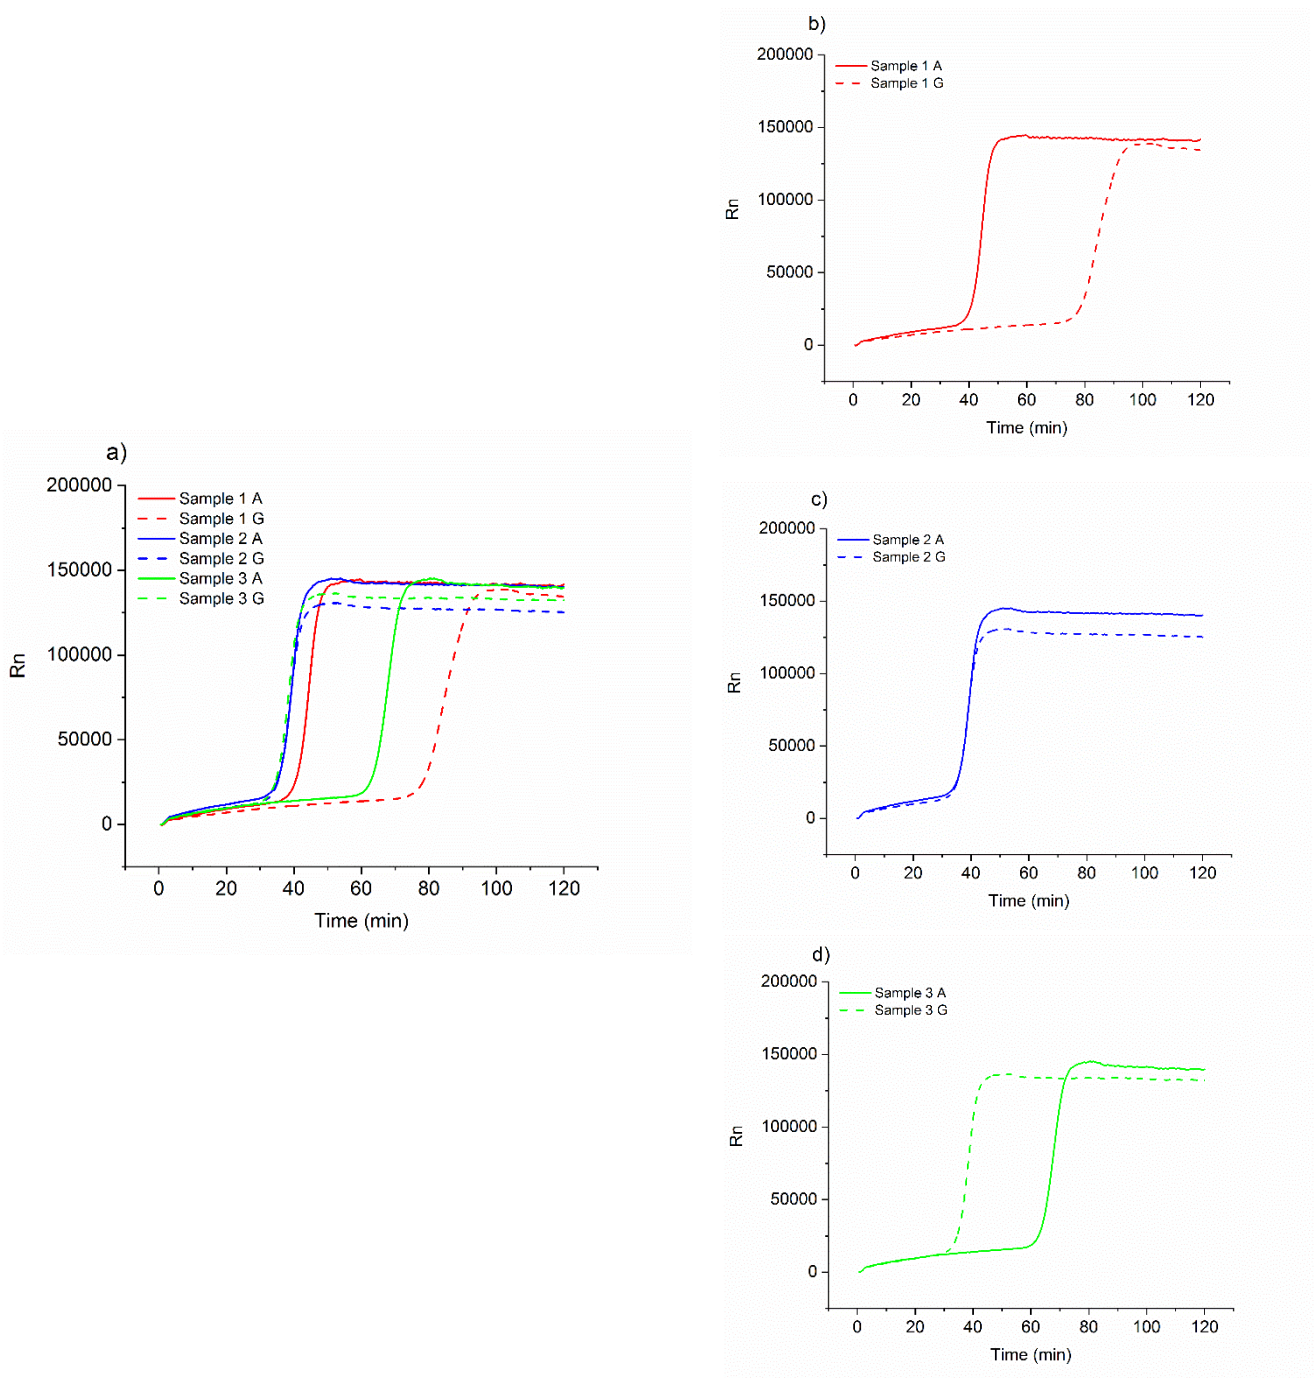 a)
200000
150000
100000
50000
0
Rn
Sample 1 A
Sample 1 G
Sample 2 A
Sample 2 G
Sample 3 A
Sample 3 G
0 20 40 60 80 100 120
Time (min)
b)
200000
150000
100000
50000
0
Rn
Sample 1 A
Sample 1 G
0 20 40 60 80 100 120
Time (min)
c)
200000
150000
100000
50000
0
Rn
Sample 2 A
Sample 2 G
0 20 40 60 80 100 120
Time (min)
d)
200000
150000
100000
50000
0
Rn
Sample 3 A
Sample 3 G
0 20 40 60 80 100 120
Time (min)